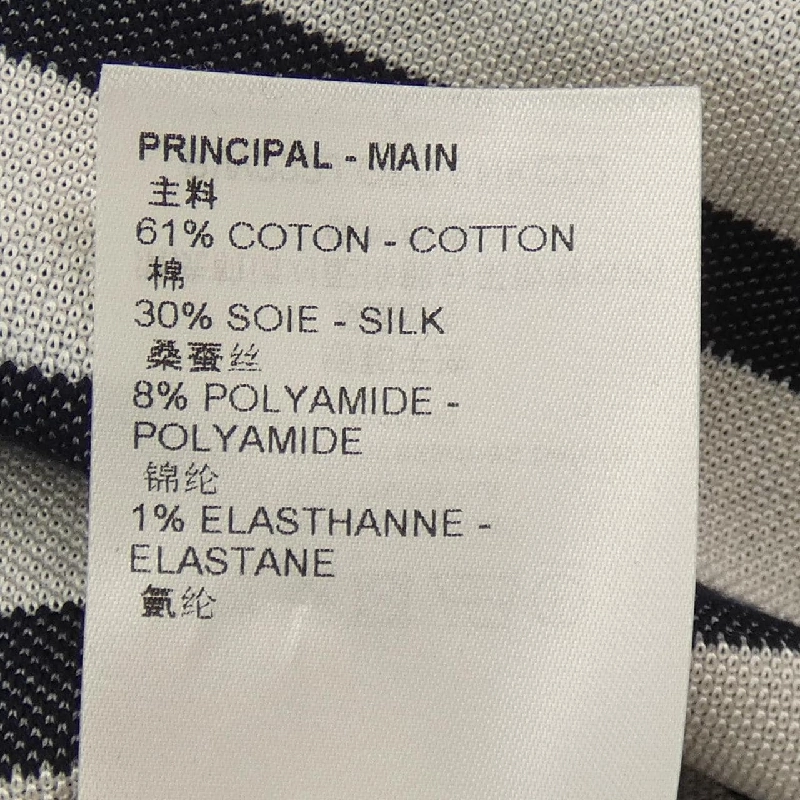 PRINCIPAL - MAIN
主料
61% COTON - COTTON
棉
30% SOIE - SILK
桑蚕丝
8% POLYAMIDE -
POLYAMIDE
锦纶
1% ELASTHANNE -
ELASTANE
氨纶